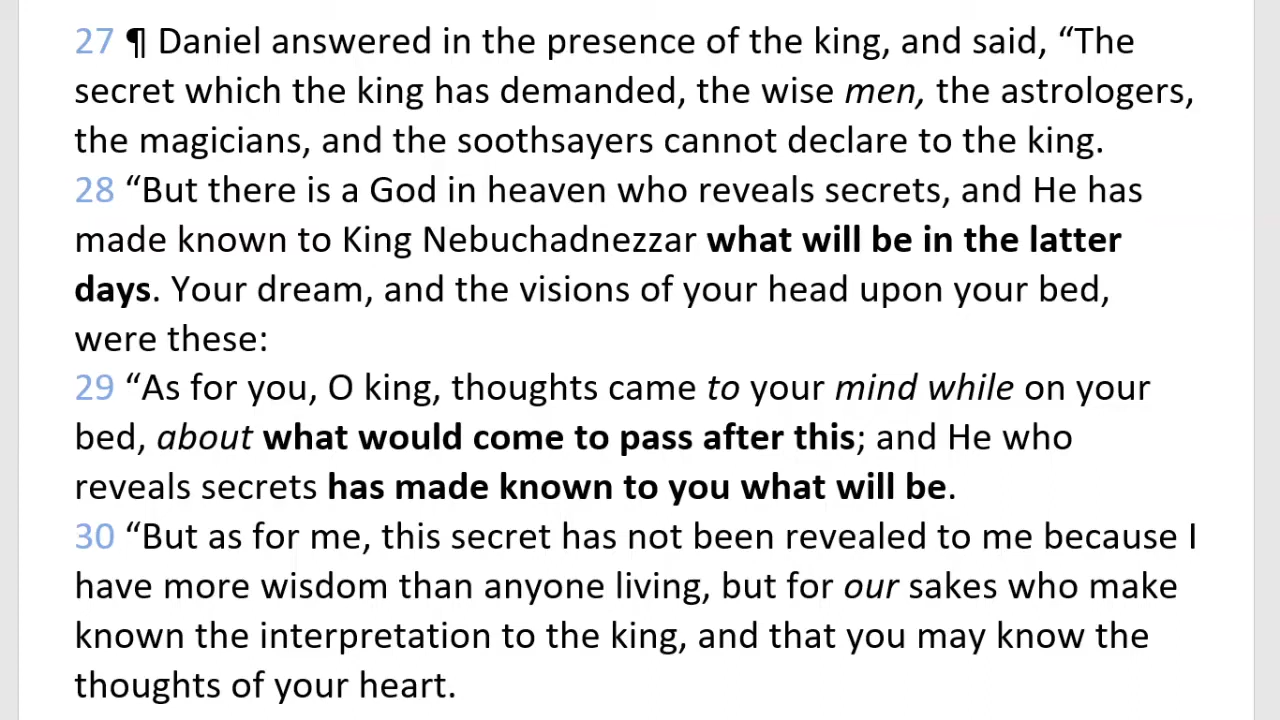 27 ¶ Daniel answered in the presence of the king, and said, “The
secret which the king has demanded, the wise men, the astrologers,
the magicians, and the soothsayers cannot declare to the king.
28 “But there is a God in heaven who reveals secrets, and He has
made known to King Nebuchadnezzar what will be in the latter
days. Your dream, and the visions of your head upon your bed,
were these:
29 “As for you, O king, thoughts came to your mind while on your
bed, about what would come to pass after this; and He who
reveals secrets has made known to you what will be.
30 “But as for me, this secret has not been revealed to me because I
have more wisdom than anyone living, but for our sakes who make
known the interpretation to the king, and that you may know the
thoughts of your heart.